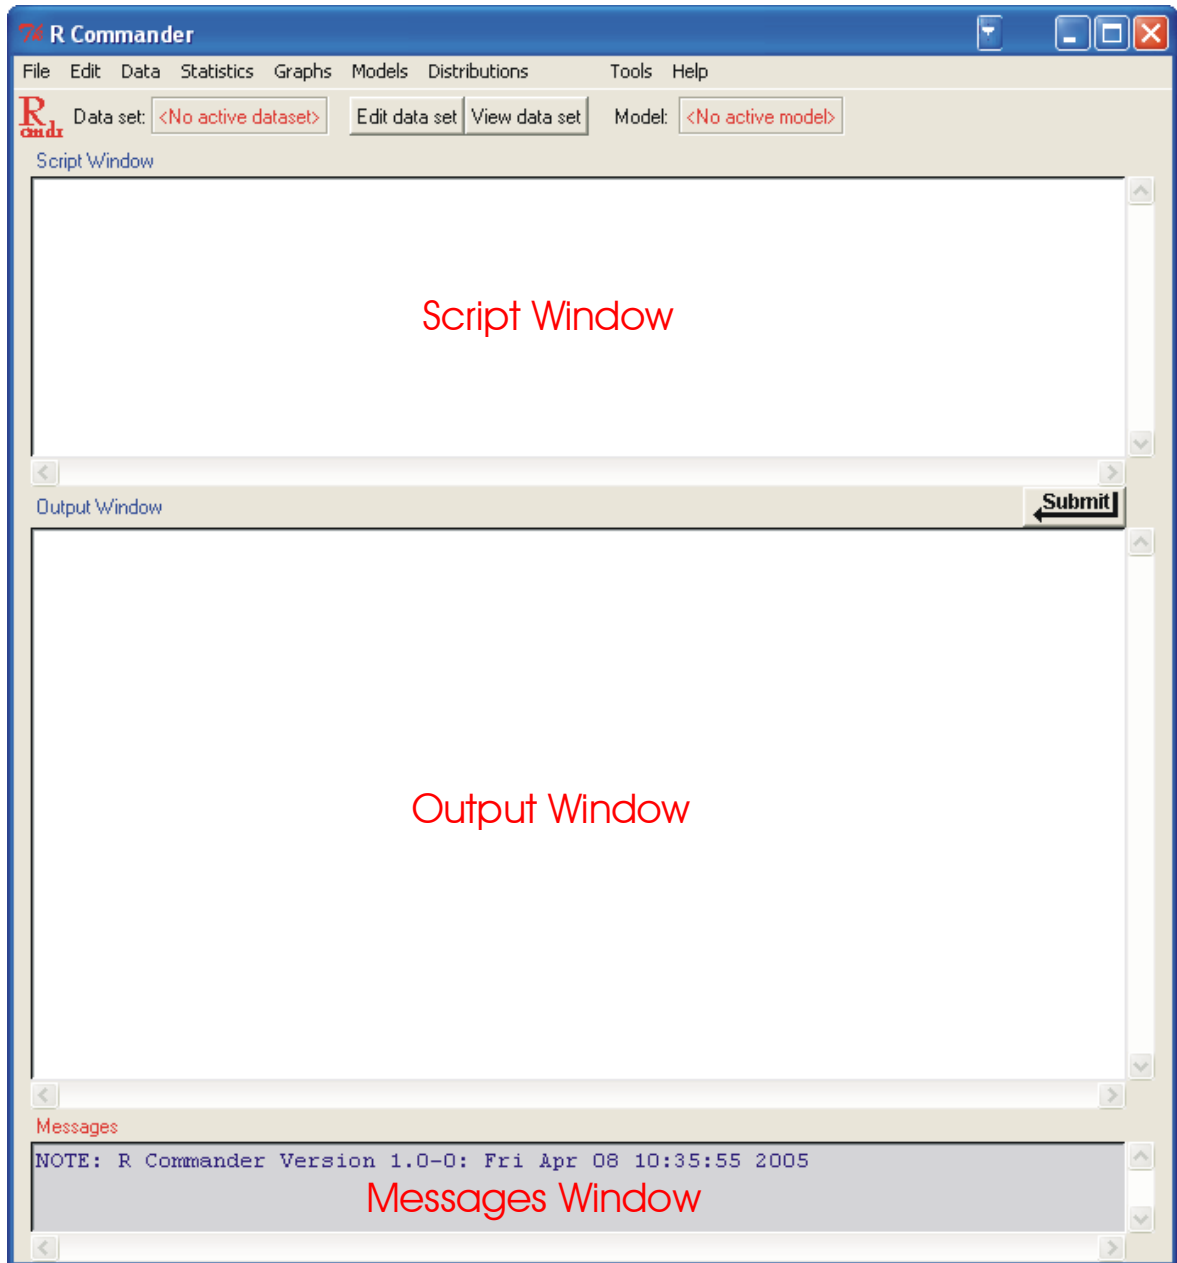 R Commander
File Edit Data Statistics Graphs Models Distributions Tools Help
R cmdr Data set: <No active dataset> Edit data set View data set Model: <No active model>
Script Window
Script Window
Output Window Submit
Output Window
Messages
NOTE: R Commander Version 1.0-0: Fri Apr 08 10:35:55 2005
Messages Window